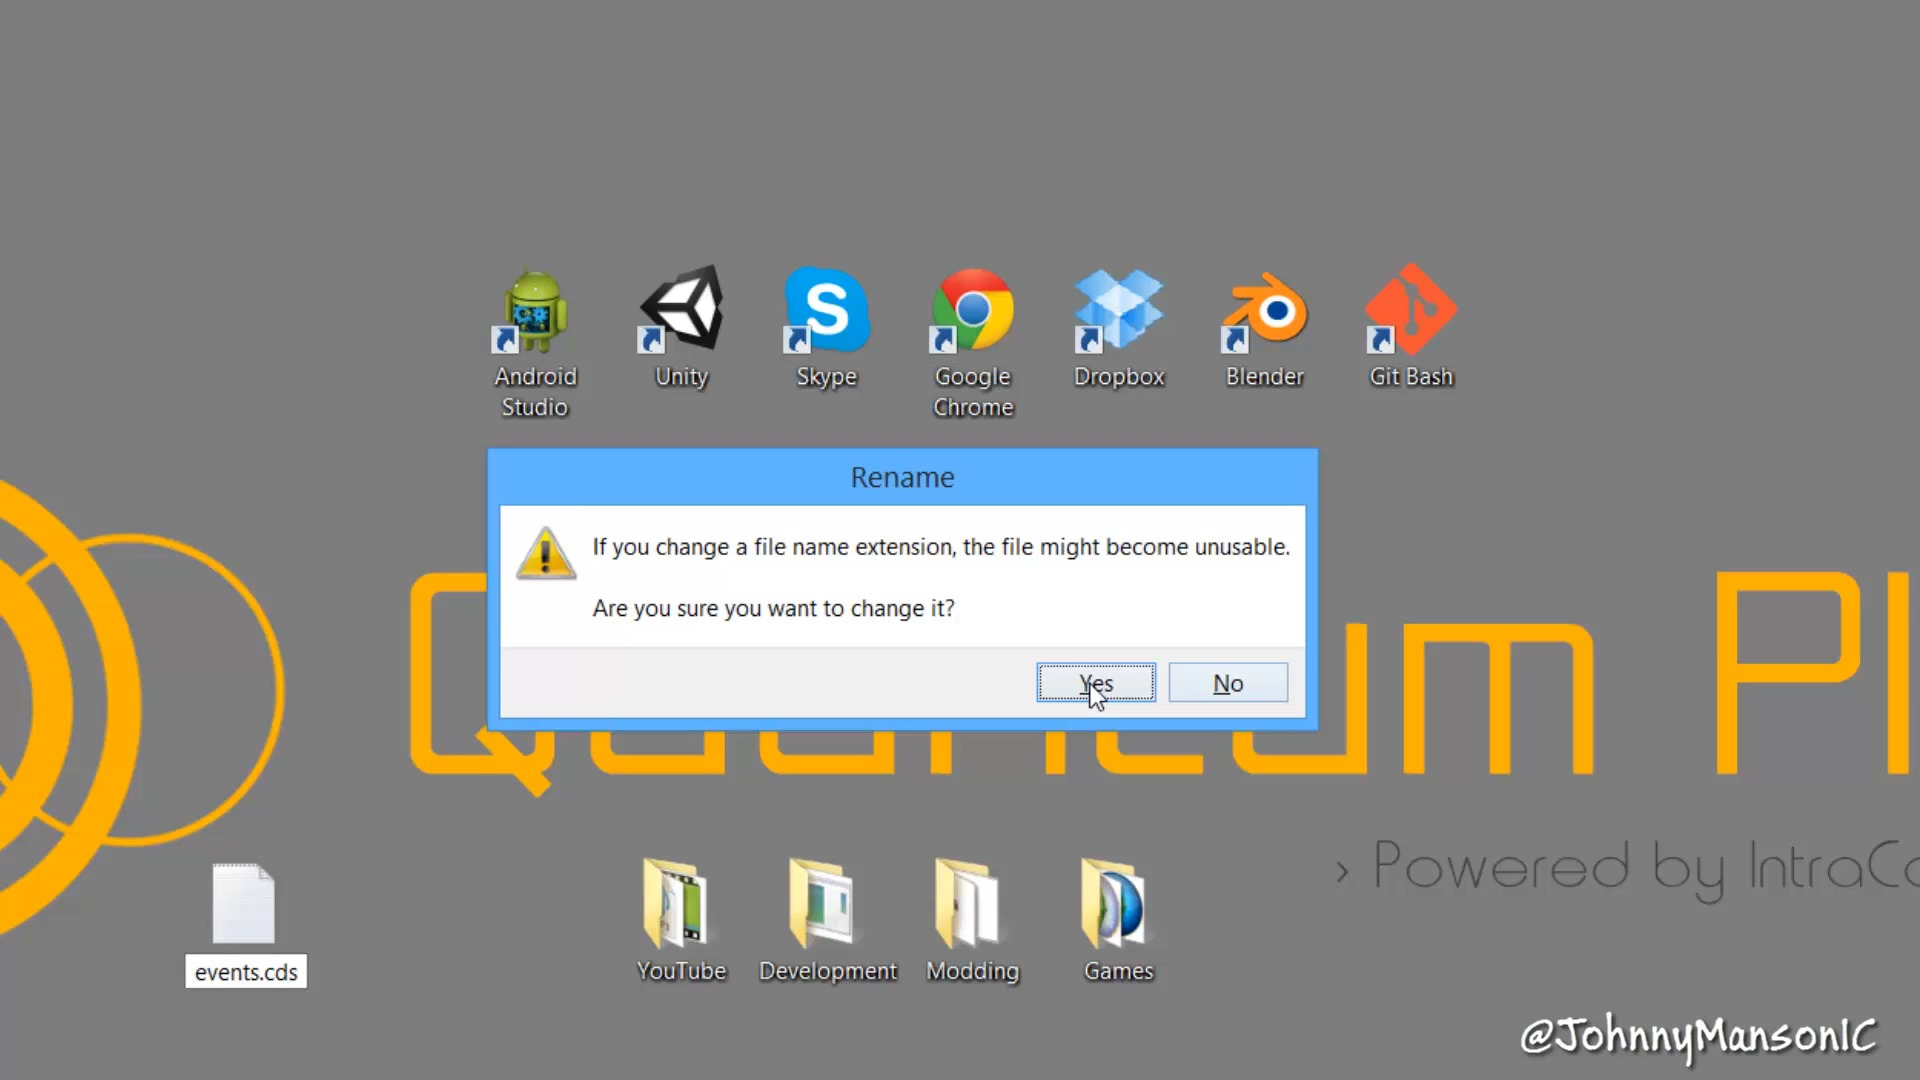 Android
Studio
Unity
Skype
Google
Chrome
Dropbox
Blender
Git Bash
Rename
If you change a file name extension, the file might become unusable.
Are you sure you want to change it?
Yes
No
› Powered by
events.cds
YouTube
Development
Modding
Games
@JohnnyMansonIC